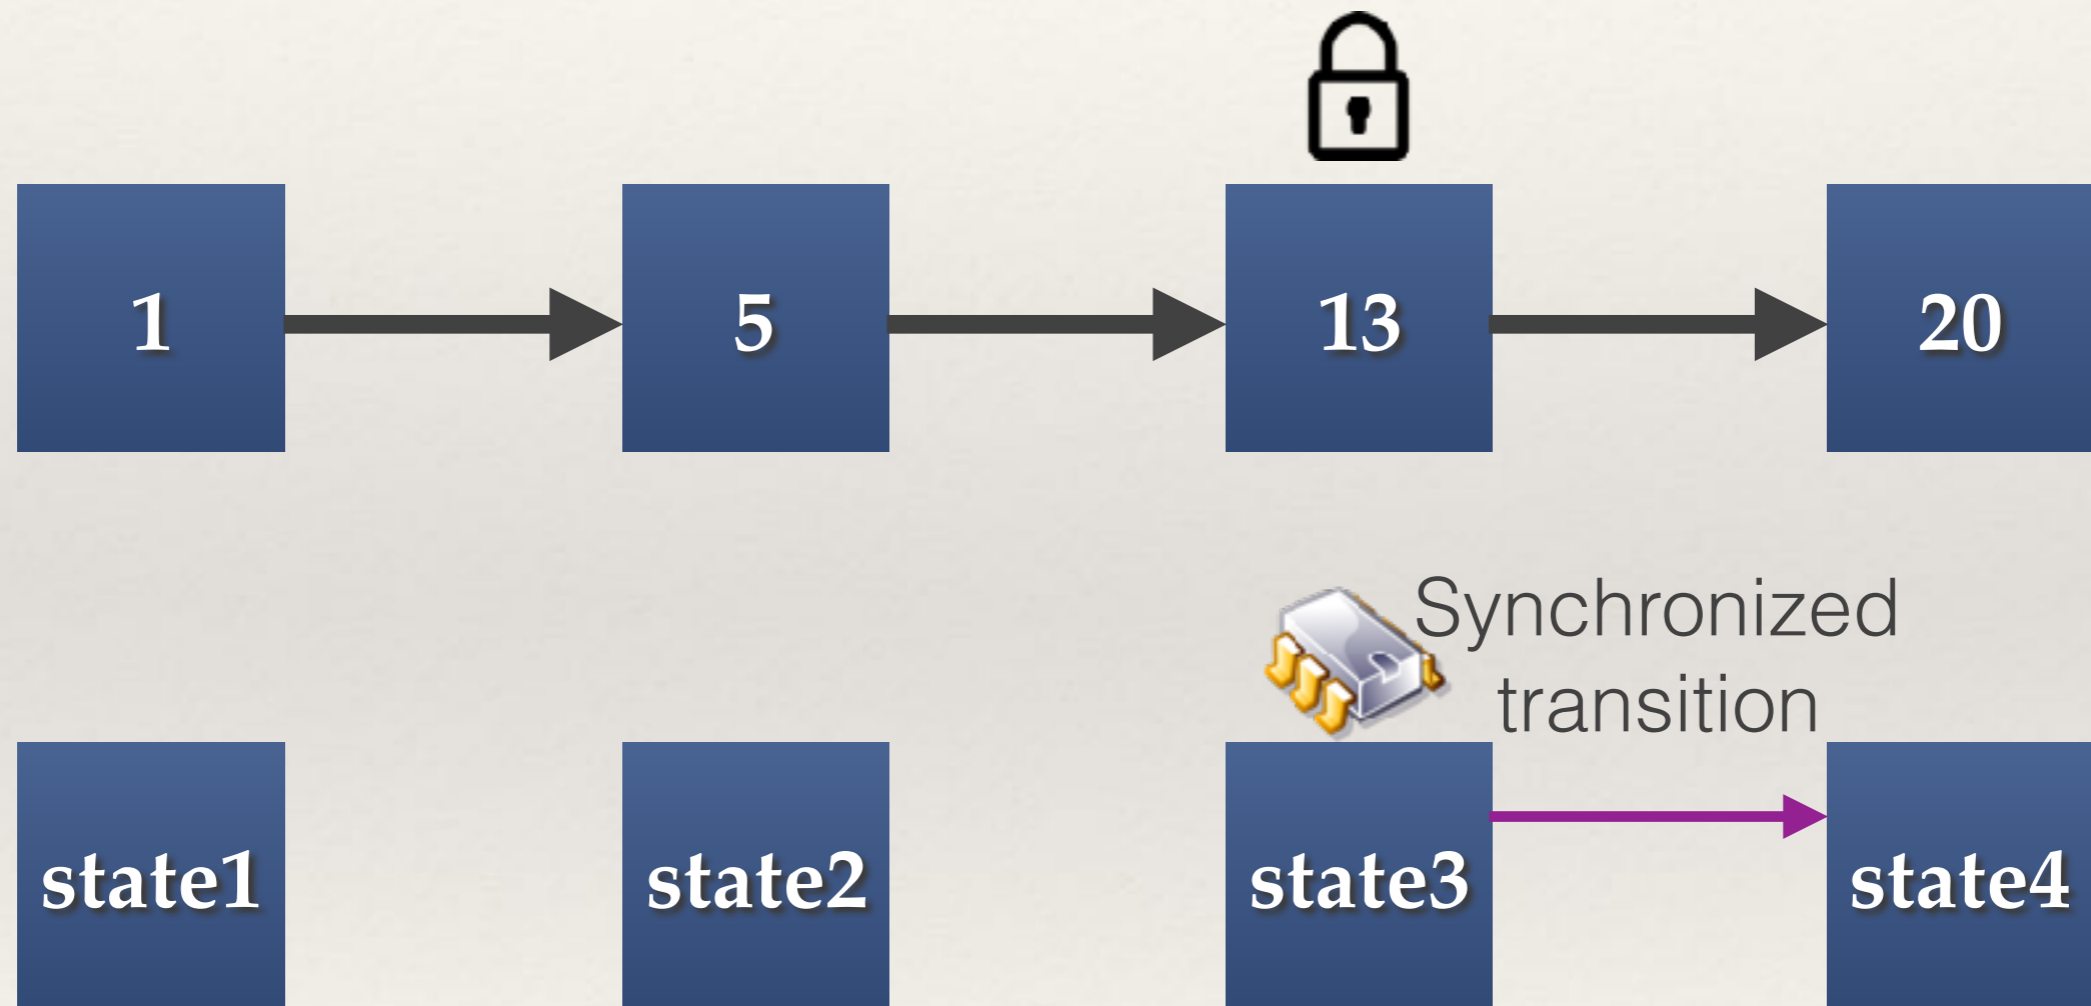 1
5
13
20
Synchronized
transition
state1
state2
state3
state4